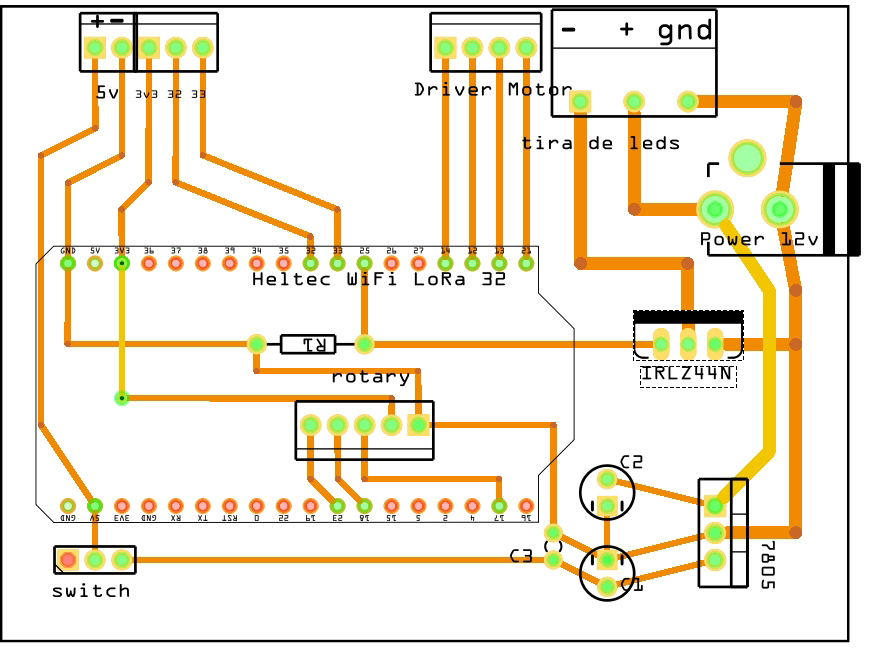 + -
- + gnd
5v 3v3 32 33
Driver Motor
tira de leds
Power 12v
GND 5V 3V3 36 37 38 39 34 35 32 33 25 26 27 14 12 13 21
Heltec WiFi LoRa 32
R1
rotary
IRLZ44N
C2
GND 5V 3V3 GND RX TX RST 0 22 19 23 18 15 5 2 4 17 16
C3
C1
7805
switch